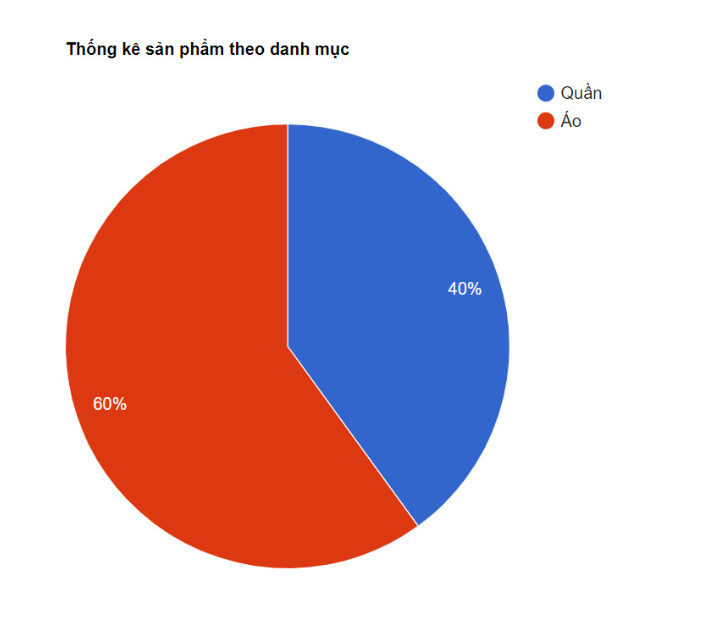 Thống kê sản phẩm theo danh mục
Quần
Áo
40%
60%